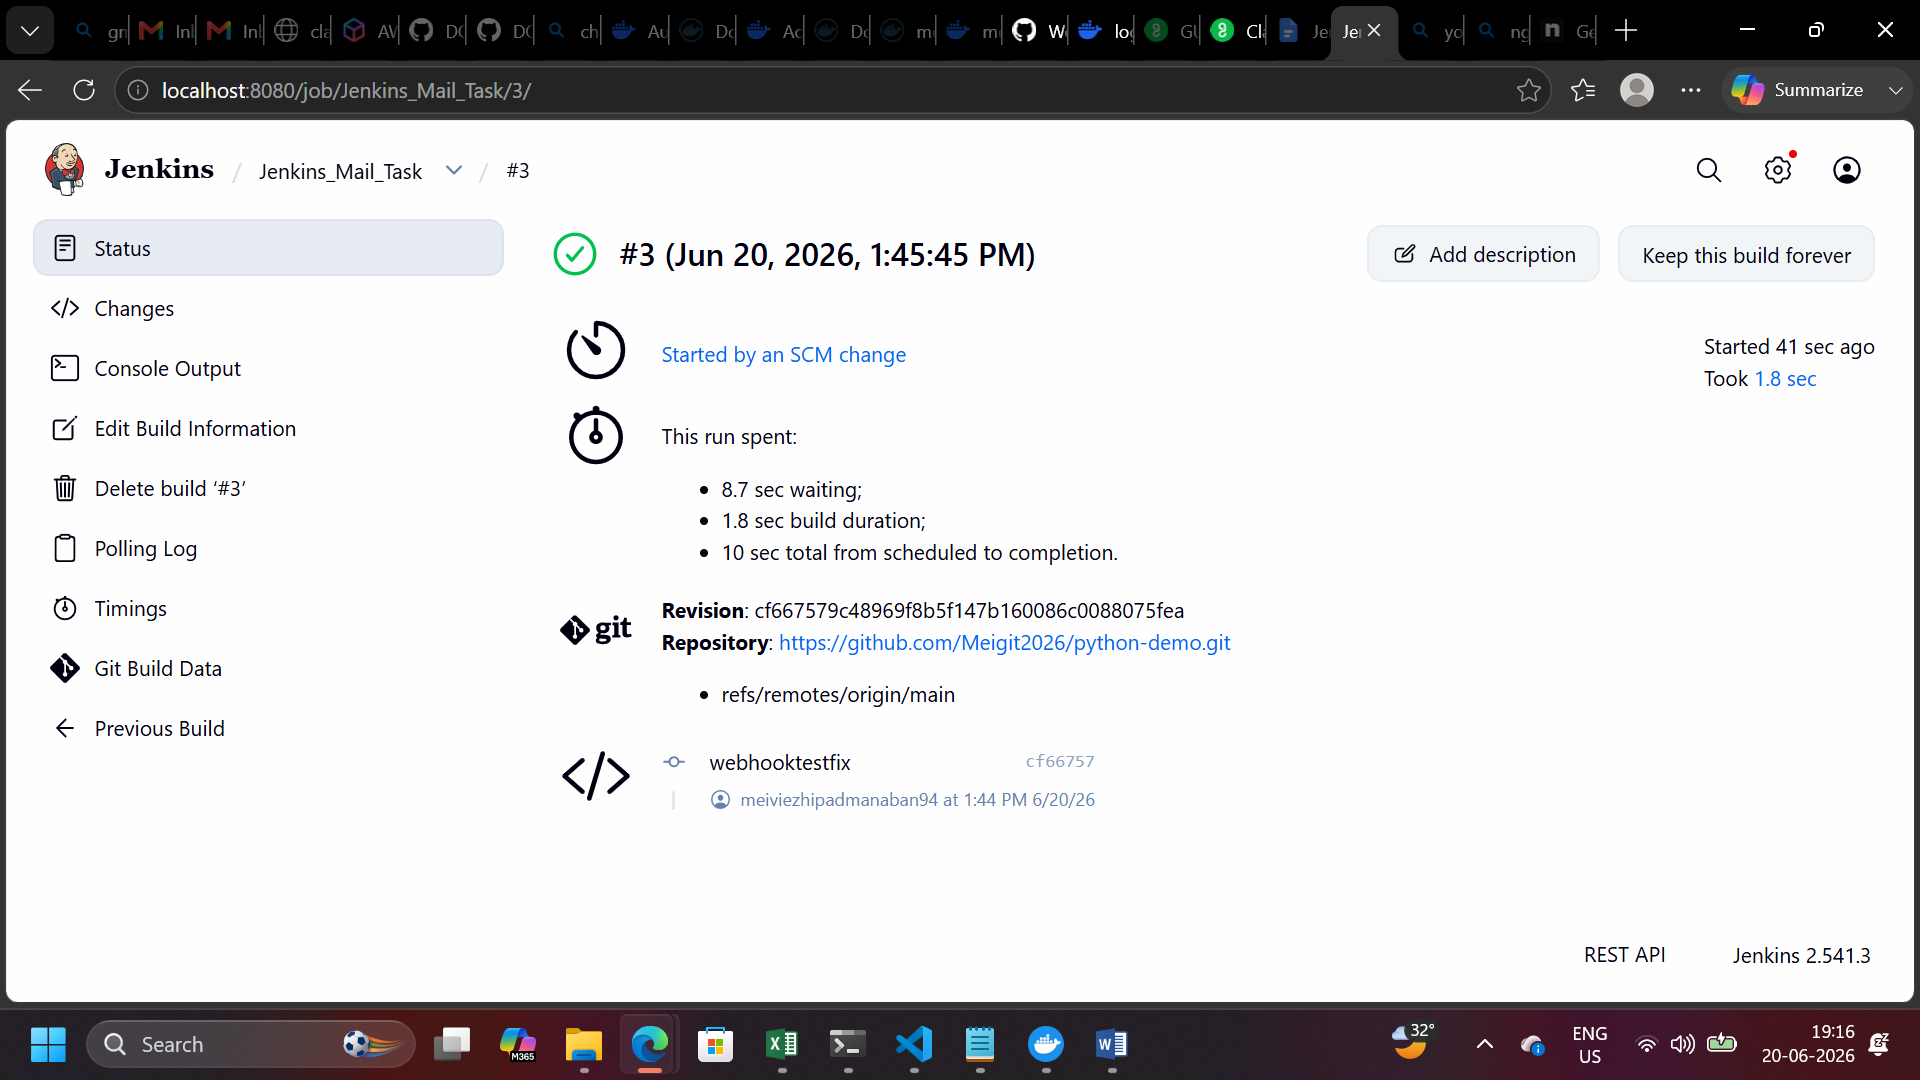 localhost:8080/job/Jenkins_Mail_Task/3/
Summarize
Jenkins / Jenkins_Mail_Task / #3
Status
Changes
Console Output
Edit Build Information
Delete build ‘#3’
Polling Log
Timings
Git Build Data
Previous Build
#3 (Jun 20, 2026, 1:45:45 PM)
Add description
Keep this build forever
Started by an SCM change
Started 41 sec ago
Took 1.8 sec
This run spent:
8.7 sec waiting;
1.8 sec build duration;
10 sec total from scheduled to completion.
git
Revision: cf667579c48969f8b5f147b160086c0088075fea
Repository: https://github.com/Meigit2026/python-demo.git
refs/remotes/origin/main
webhooktestfix cf66757
meiviezhipadmanaban94 at 1:44 PM 6/20/26
REST API
Jenkins 2.541.3
Search
M365
32°
ENG
US
19:16
20-06-2026